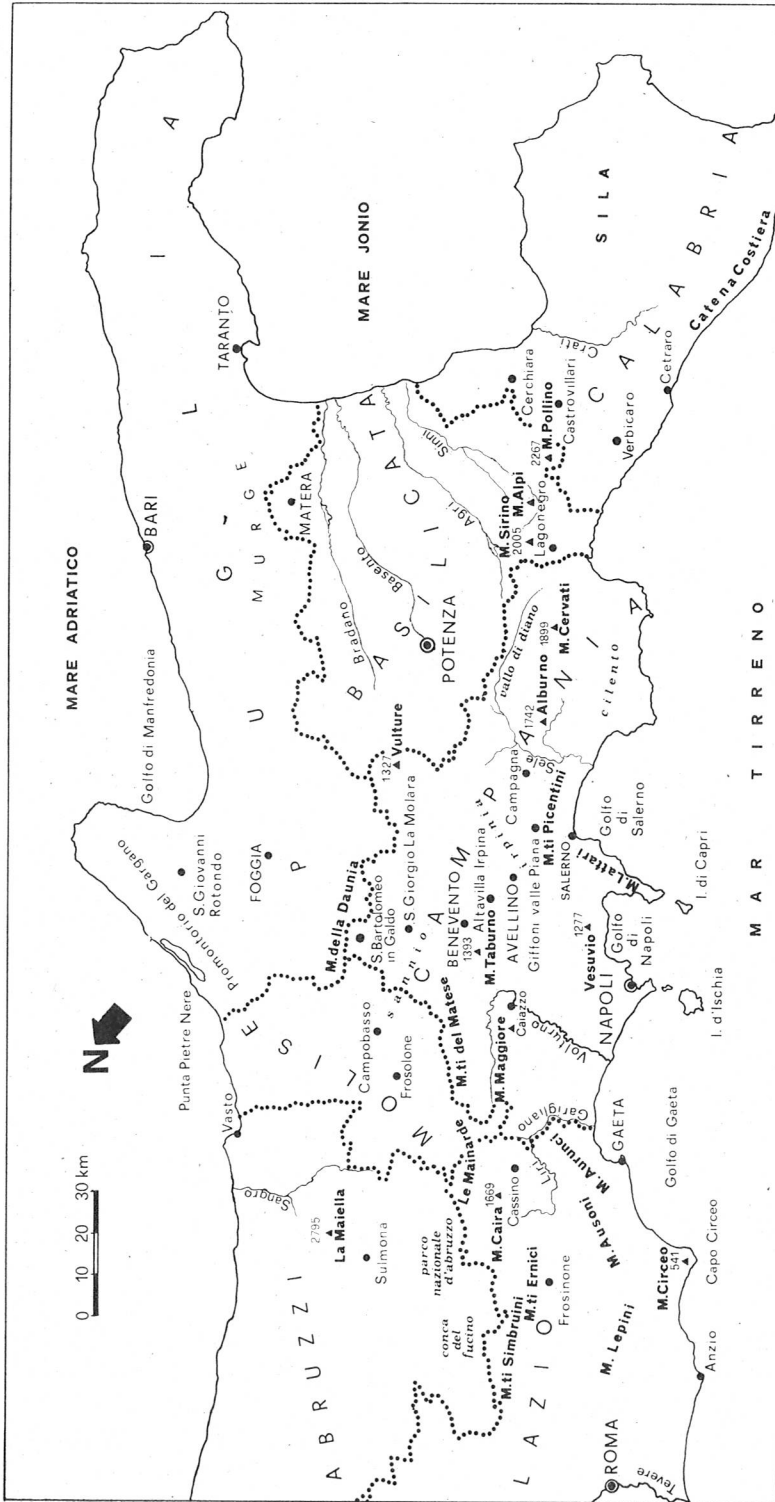 MARE ADRIATICO
N
0 10 20 30 km
Punta Pietre Nere
Promontorio del Gargano
S.Giovanni
Rotondo
Golfo di Manfredonia
BARI
Vasto
Sangro
FOGGIA
PUGLIA
MURGE
TARANTO
MATERA
MARE JONIO
ABRUZZI
2795
La Maiella
Sulmona
MOLISE
Campobasso
Frosolone
M.della Daunia
S.Bartolomeo
in Galdo
S.Giorgio La Molara
sannio
1327
Vulture
BASILICATA
Bradano
Basento
POTENZA
Agri
Sinni
parco
nazionale
d'abruzzo
conca
del
fucino
Le Mainarde
M.ti del Matese
CAMPANIA
BENEVENTO
1393
M.Taburno
Altavilla Irpina
irpinia
AVELLINO
Giffoni valle Piana
Campagna
M.ti Picentini
Sele
vallo di diano
1742
Alburno
1899
M.Cervati
cilento
M. Sirino
2005
M.Alpi
Lagonegro
2267
M.Pollino
Castrovillari
Cerchiara
Crati
SILA
CALABRIA
Verbicaro
Cetraro
Catena Costiera
M.ti Simbruini
M.ti Ernici
M.Caira
1669
Cassino
Liri
M. Maggiore
Caiazzo
Volturno
Garigliano
LAZIO
Frosinone
M. Lepini
M. Ausoni
M. Aurunci
GAETA
Golfo di Gaeta
ROMA
Tevere
Anzio
M.Circeo
541
Capo Circeo
1277
Vesuvio
NAPOLI
Golfo
di
Napoli
I. d'Ischia
I. di Capri
M.Lattari
SALERNO
Golfo
di
Salerno
MAR TIRRENO